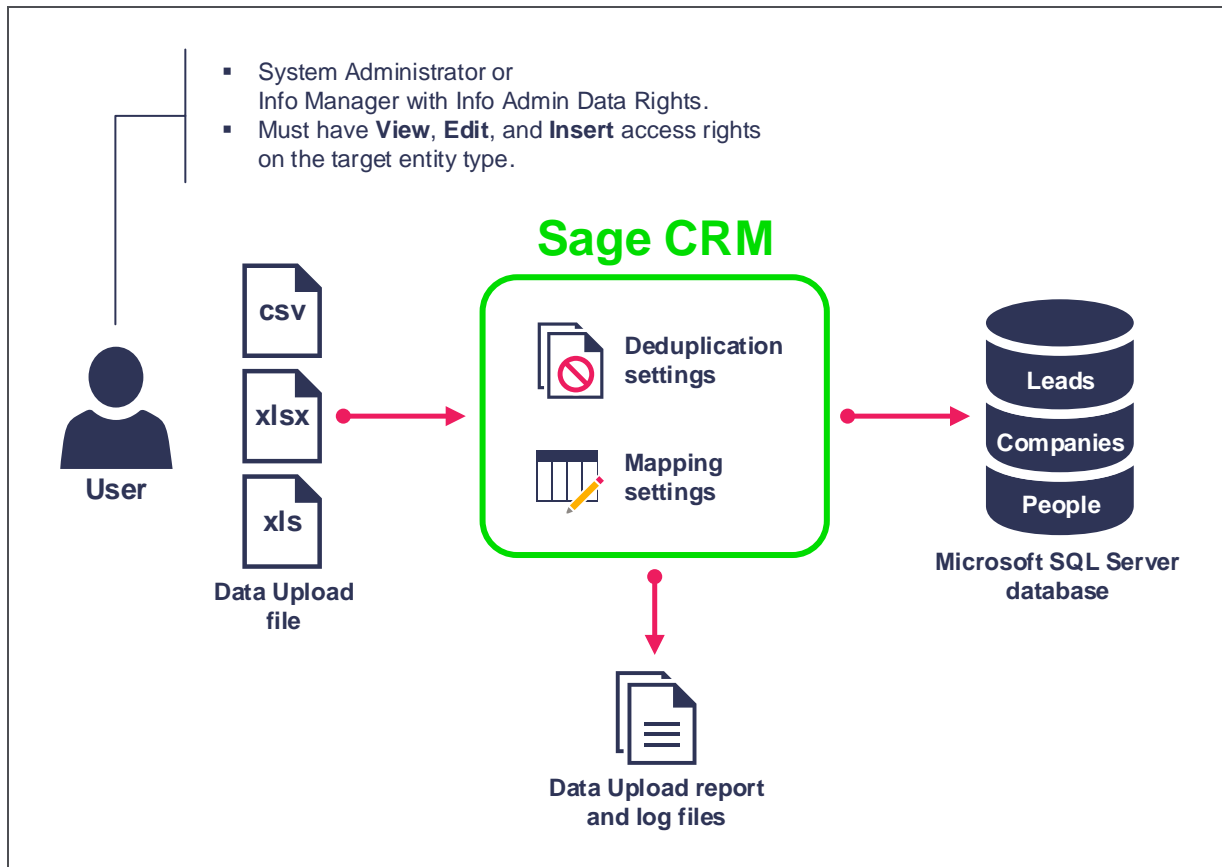 ▪ System Administrator or
Info Manager with Info Admin Data Rights.
▪ Must have View, Edit, and Insert access rights
on the target entity type.
Sage CRM
csv
xlsx
xls
User
Data Upload
file
Deduplication
settings
Mapping
settings
Leads
Companies
People
Microsoft SQL Server
database
Data Upload report
and log files